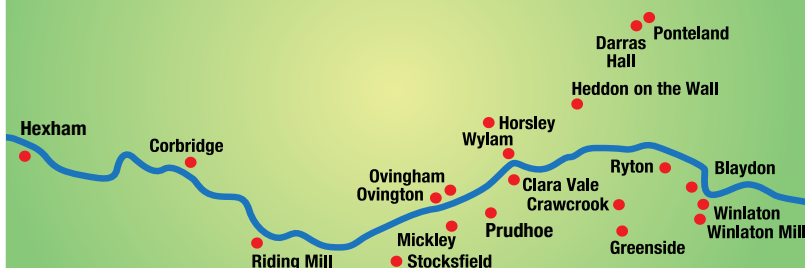 Ponteland
Darras
Hall
Heddon on the Wall
Horsley
Wylam
Hexham
Corbridge
Ovingham
Ovington
Clara Vale
Crawcrook
Ryton
Blaydon
Winlaton
Winlaton Mill
Mickley
Prudhoe
Greenside
Riding Mill
Stocksfield